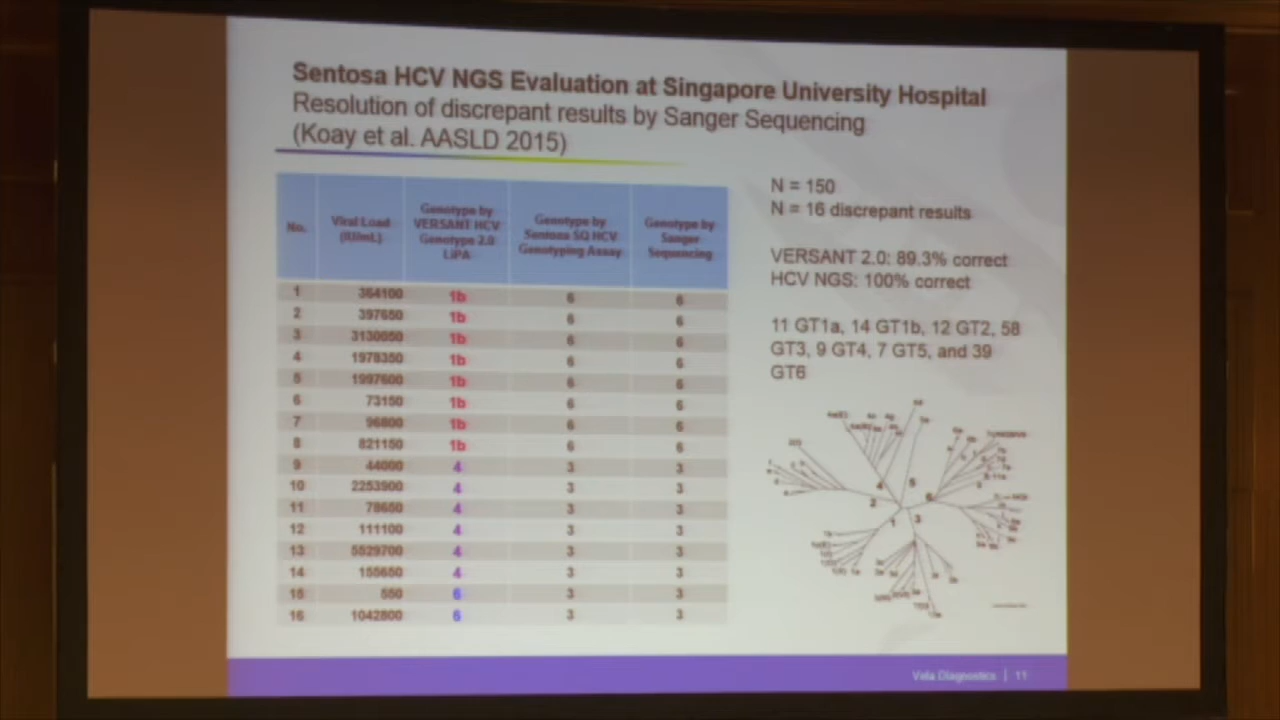 Sentosa HCV NGS Evaluation at Singapore University Hospital
Resolution of discrepant results by Sanger Sequencing
(Koay et al. AASLD 2015)
No. Viral Load (IU/mL) Genotype by VERSANT HCV Genotype 2.0 LiPA Genotype by Sentosa SQ HCV Genotyping Assay Genotype by Sanger Sequencing
1 364100 1b 6 6
2 397650 1b 6 6
3 3130050 1b 6 6
4 1978350 1b 6 6
5 1997600 1b 6 6
6 73150 1b 6 6
7 96800 1b 6 6
8 821150 1b 6 6
9 44000 4 3 3
10 2253900 4 3 3
11 78650 4 3 3
12 111100 4 3 3
13 5529700 4 3 3
14 155650 4 3 3
15 550 6 3 3
16 1042800 6 3 3
N = 150
N = 16 discrepant results
VERSANT 2.0: 89.3% correct
HCV NGS: 100% correct
11 GT1a, 14 GT1b, 12 GT2, 58
GT3, 9 GT4, 7 GT5, and 39
GT6
4 5 6
2
1 3
Vela Diagnostics | 11